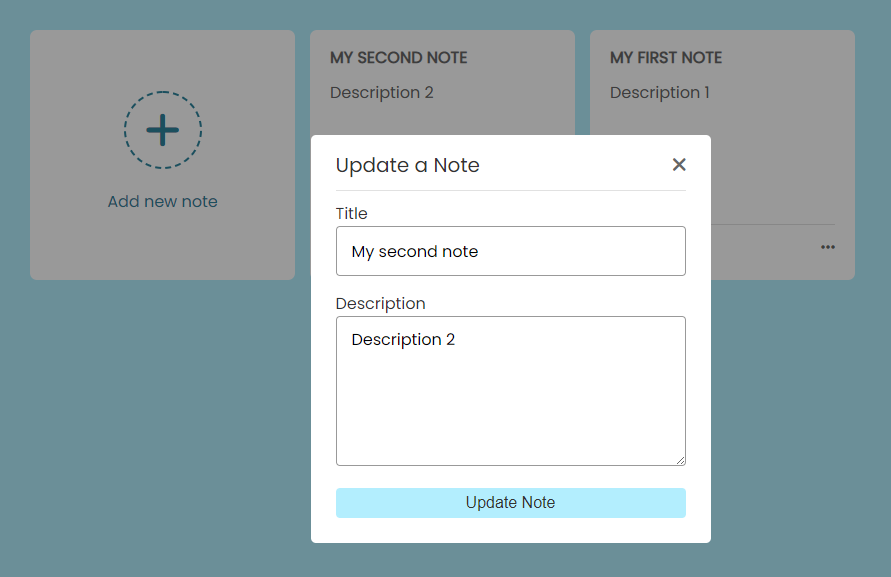 MY SECOND NOTE
Description 2
MY FIRST NOTE
Description 1
Add new note
Update a Note
Title
My second note
Description
Description 2
Update Note